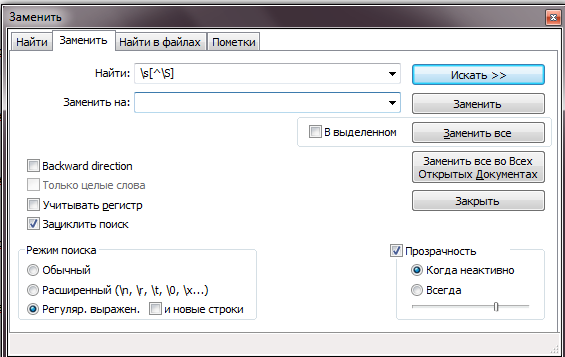 Заменить
Найти
Заменить
Найти в файлах
Пометки
Найти: \s[^\S]
Искать >>
Заменить на:
Заменить
В выделенном
Заменить все
Backward direction
Заменить все во Всех
Открытых Документах
Только целые слова
Учитывать регистр
Закрыть
Зациклить поиск
Режим поиска
Прозрачность
Обычный
Когда неактивно
Расширенный (\n, \r, \t, \0, \x...)
Всегда
Регуляр. выражен.
и новые строки